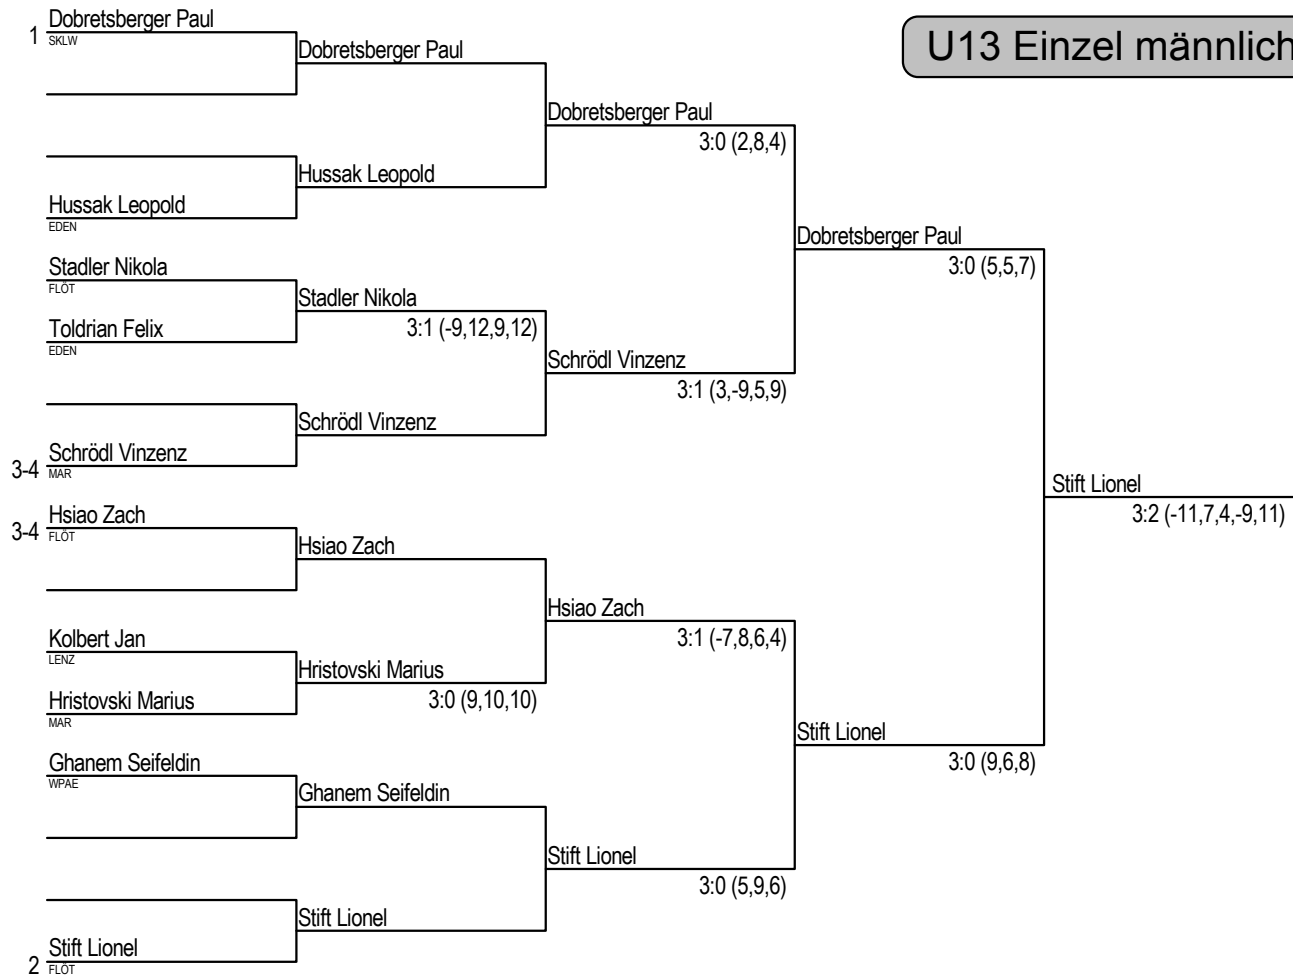 U13 Einzel männlich
1 Dobretsberger Paul
SKLW
Dobretsberger Paul
Dobretsberger Paul
3:0 (2,8,4)
Hussak Leopold
Hussak Leopold
EDEN
Dobretsberger Paul
3:0 (5,5,7)
Stadler Nikola
FLÖT
Stadler Nikola
3:1 (-9,12,9,12)
Toldrian Felix
EDEN
Schrödl Vinzenz
3:1 (3,-9,5,9)
Schrödl Vinzenz
3-4 Schrödl Vinzenz
MAR
Stift Lionel
3:2 (-11,7,4,-9,11)
3-4 Hsiao Zach
FLÖT
Hsiao Zach
Hsiao Zach
3:1 (-7,8,6,4)
Kolbert Jan
LENZ
Hristovski Marius
3:0 (9,10,10)
Hristovski Marius
MAR
Stift Lionel
3:0 (9,6,8)
Ghanem Seifeldin
WPAE
Ghanem Seifeldin
Stift Lionel
3:0 (5,9,6)
Stift Lionel
2 Stift Lionel
FLÖT